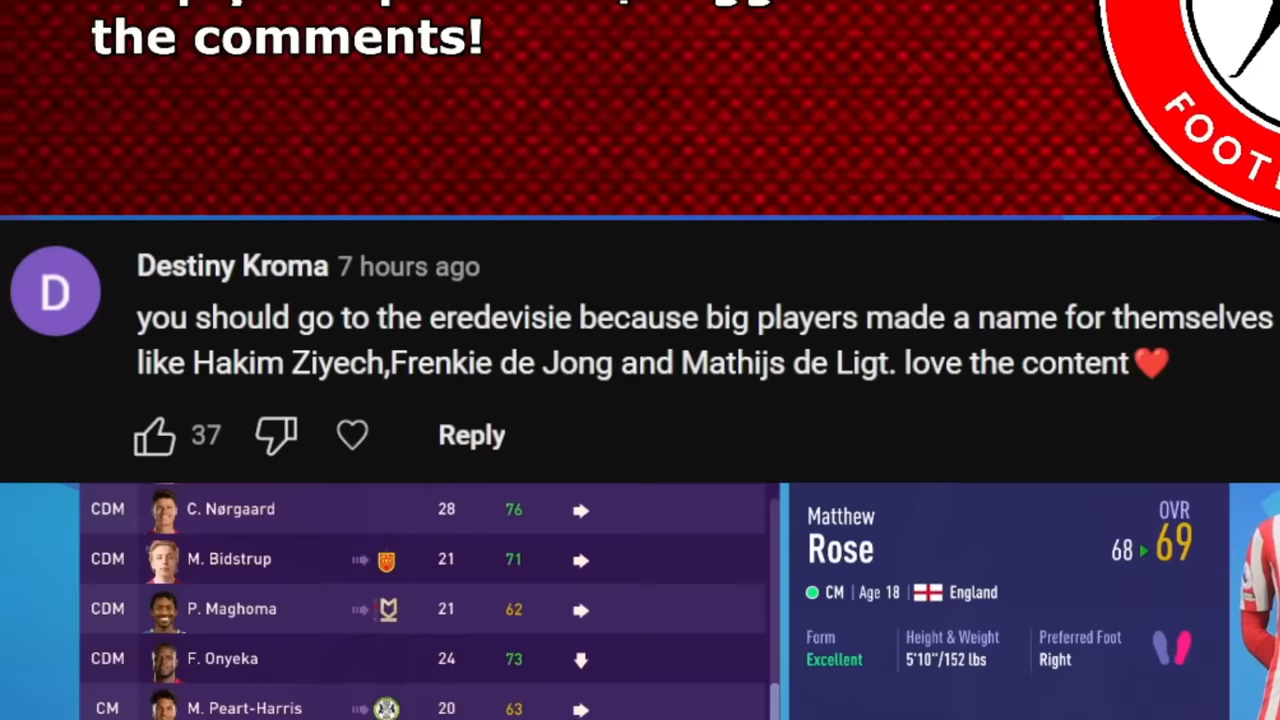 the comments!
FOOT
Destiny Kroma 7 hours ago
D
you should go to the eredevisie because big players made a name for themselves
like Hakim Ziyech,Frenkie de Jong and Mathijs de Ligt. love the content❤️
37 Reply
CDM C. Nørgaard 28 76
CDM M. Bidstrup 21 71
CDM P. Maghoma 21 62
CDM F. Onyeka 24 73
CM M. Peart-Harris 20 63
Matthew
Rose
OVR
68 69
CM | Age 18 | England
Form Height & Weight Preferred Foot
Excellent 5'10"/152 lbs Right